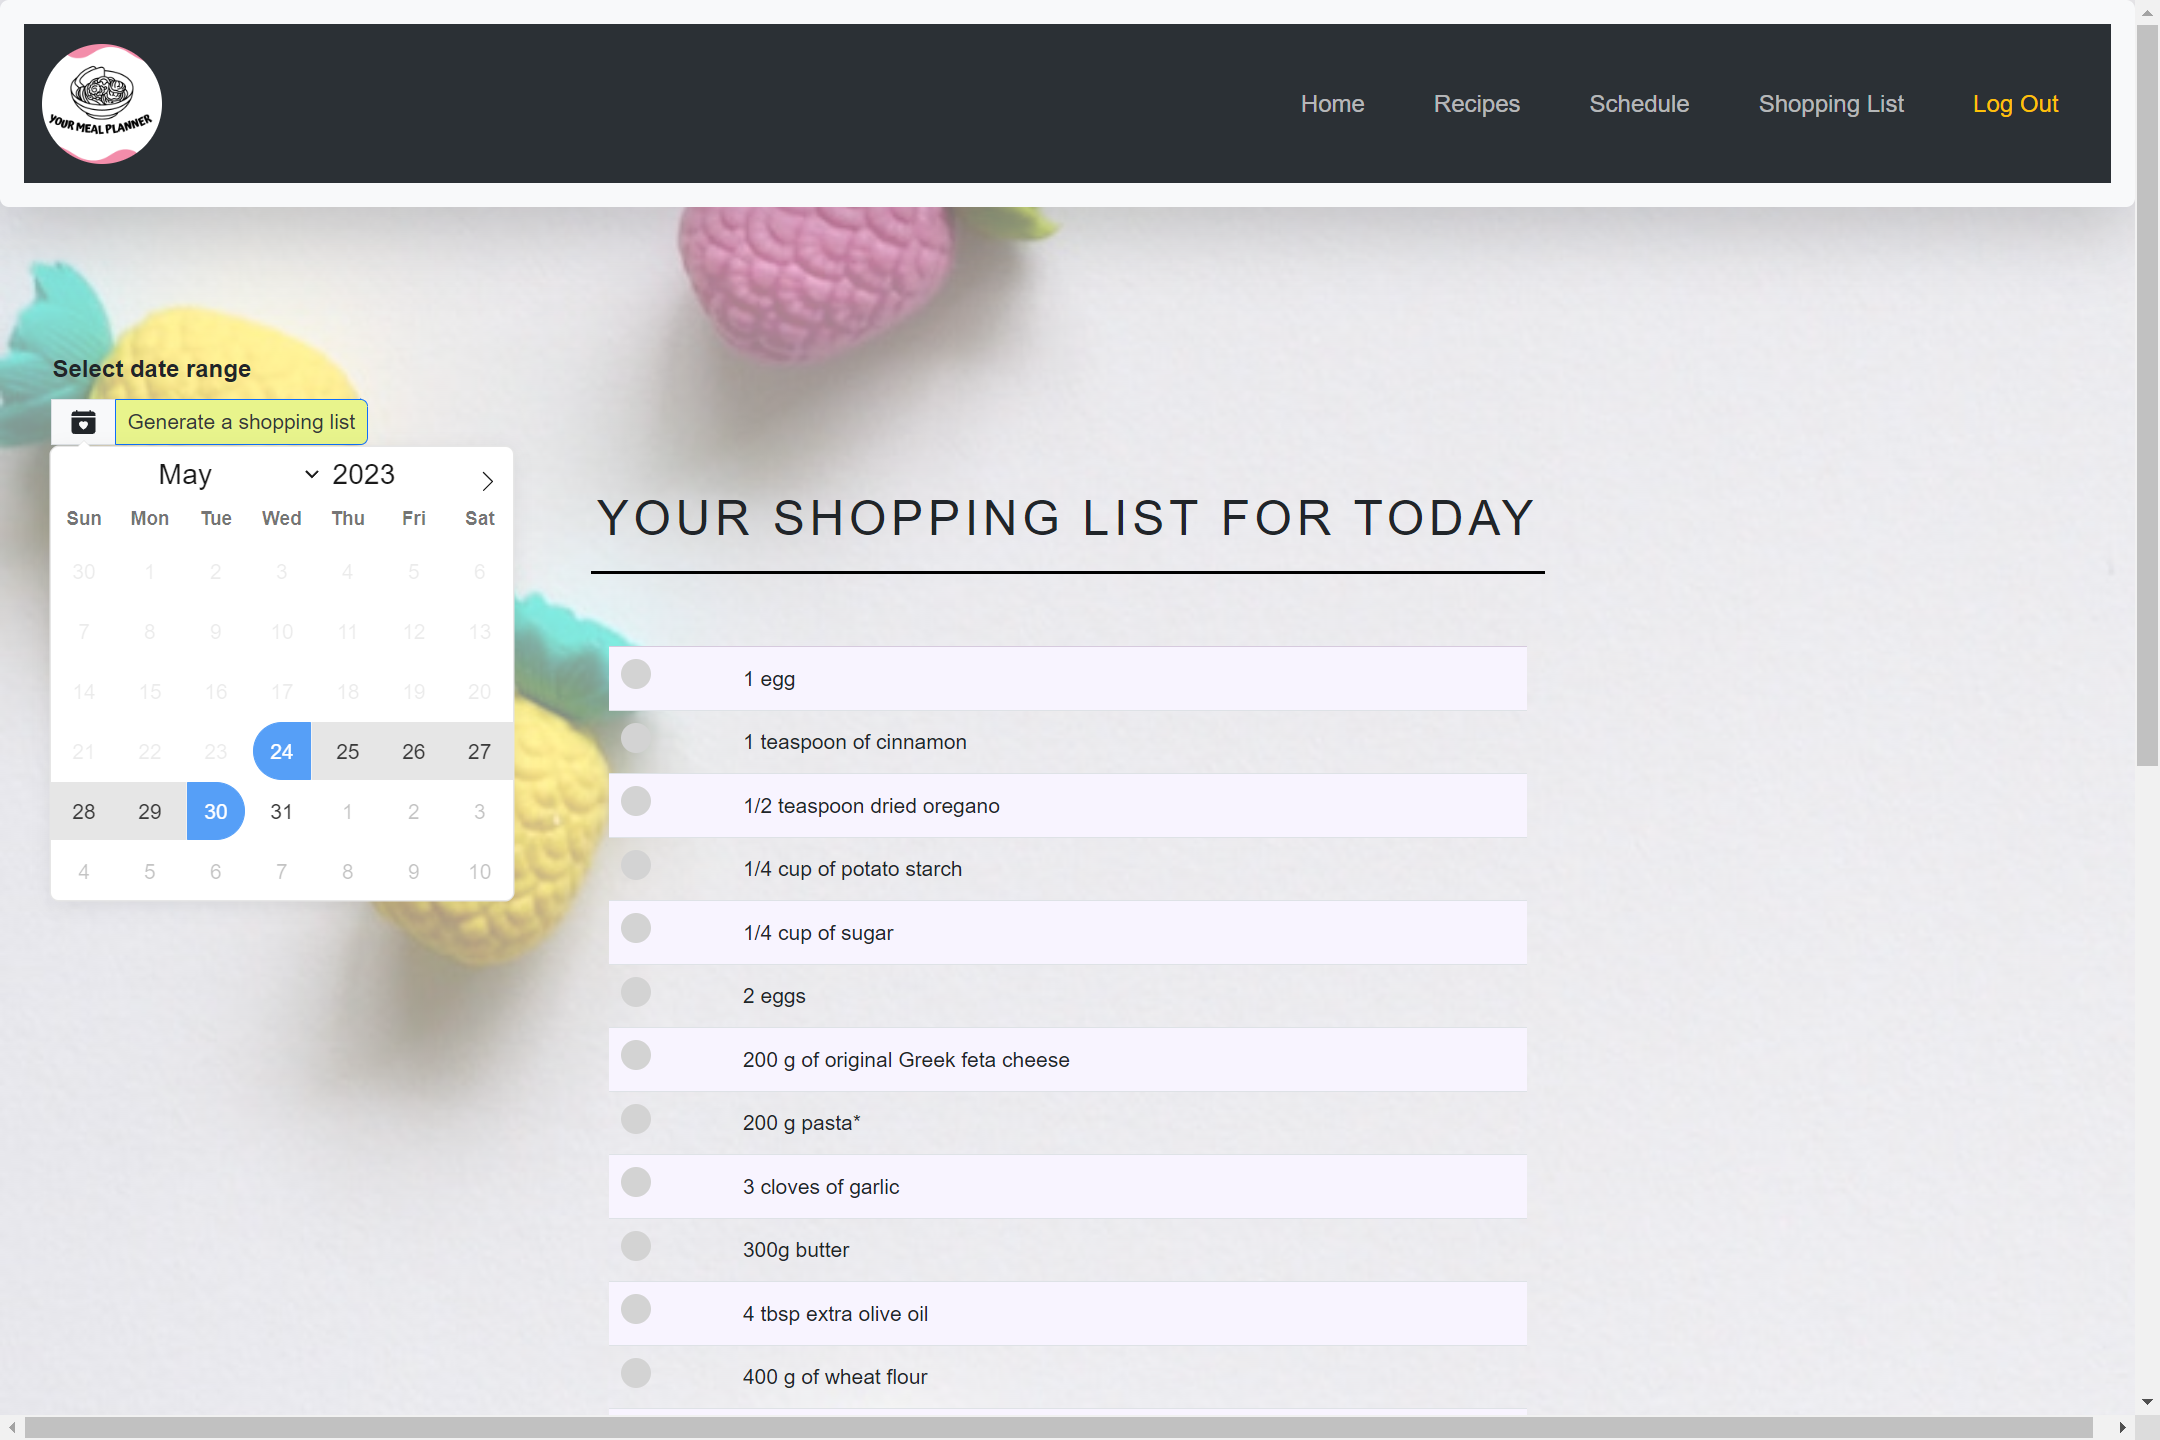 YOUR MEAL PLANNER
Home Recipes Schedule Shopping List Log Out
Select date range
Generate a shopping list
May 2023
Sun Mon Tue Wed Thu Fri Sat
30 1 2 3 4 5 6
7 8 9 10 11 12 13
14 15 16 17 18 19 20
21 22 23 24 25 26 27
28 29 30 31 1 2 3
4 5 6 7 8 9 10
YOUR SHOPPING LIST FOR TODAY
1 egg
1 teaspoon of cinnamon
1/2 teaspoon dried oregano
1/4 cup of potato starch
1/4 cup of sugar
2 eggs
200 g of original Greek feta cheese
200 g pasta*
3 cloves of garlic
300g butter
4 tbsp extra olive oil
400 g of wheat flour